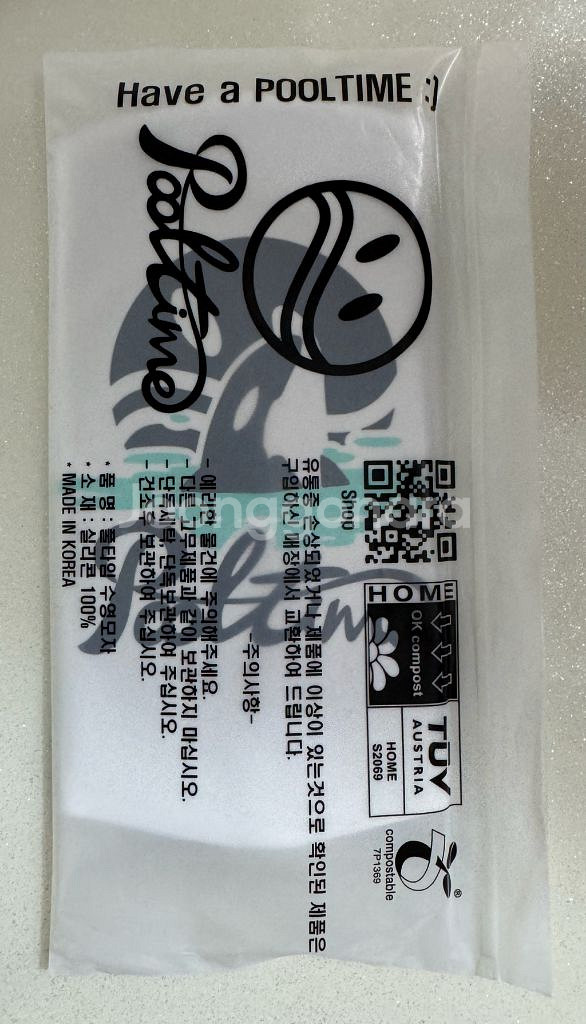 Have a POOLTIME :)
Pooltime
Shop
HOME
OK compost
TÜV
AUSTRIA
HOME
S2069
compostable
7P1369
®
유통중 손상되었거나 제품에 이상이 있는것으로 확인된 제품은
구입하신 매장에서 교환하여 드립니다.
-주의사항-
- 예리한 물건에 주의해주세요.
- 다른 고무제품과 같이 보관하지 마십시오.
- 단독세탁, 단독보관하여 주십시오.
- 건조후 보관하여 주십시오.
* 품 명 : 풀타임 수영모자
* 소 재 : 실리콘 100%
* MADE IN KOREA
Pooltime
Junggonara